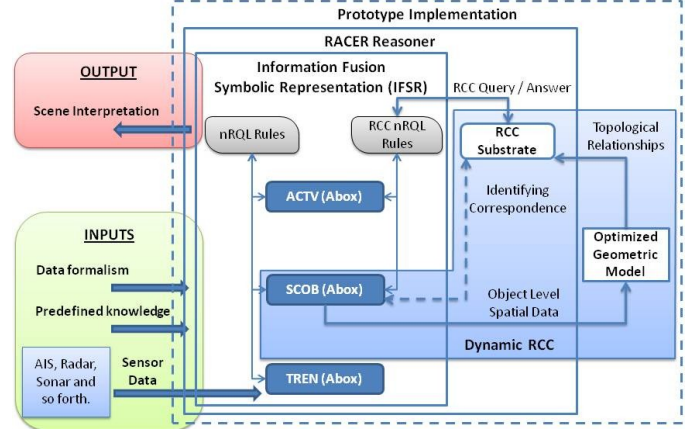 Prototype Implementation
RACER Reasoner
Information Fusion
Symbolic Representation (IFSR)
RCC Query / Answer
OUTPUT
Scene Interpretation
nRQL Rules
RCC nRQL
Rules
RCC
Substrate
Topological
Relationships
ACTV (Abox)
Identifying
Correspondence
INPUTS
Data formalism
Predefined knowledge
Optimized
Geometric
Model
SCOB (Abox)
Object Level
Spatial Data
Dynamic RCC
AIS, Radar,
Sonar and
so forth.
Sensor
Data
TREN (Abox)